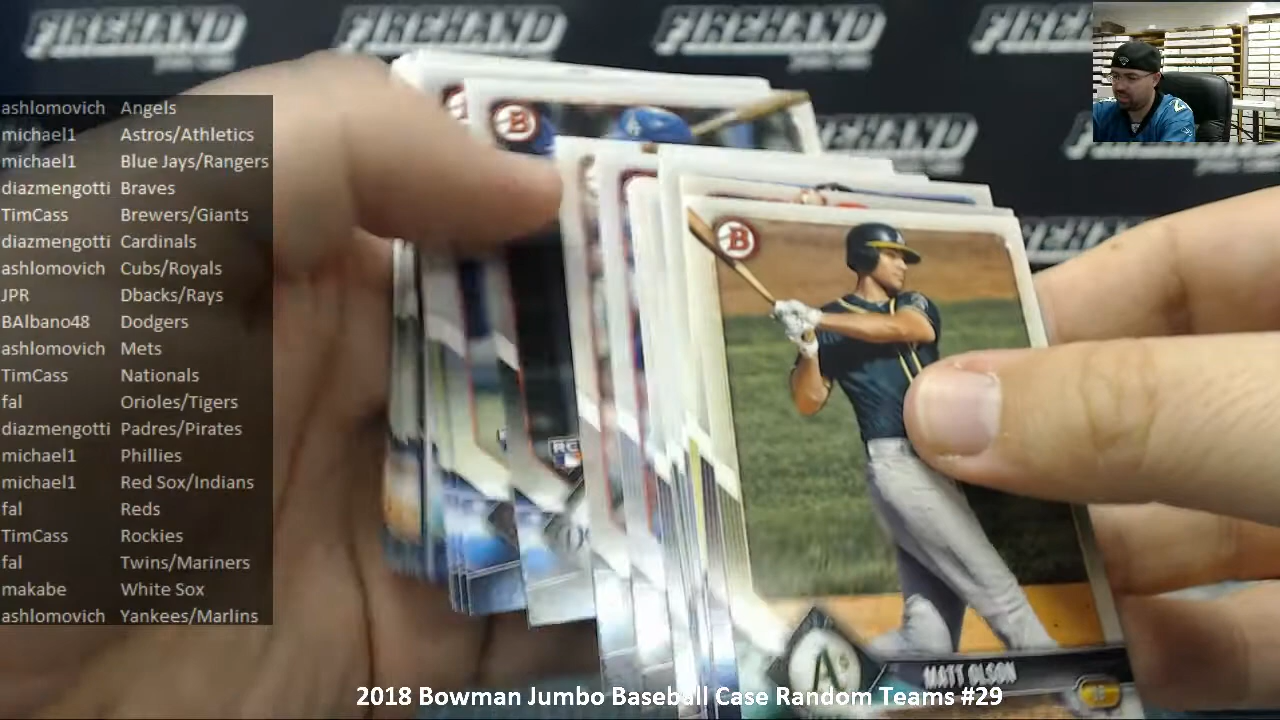 FIREHAND FIREHAND FIREHAND FIREHAND
ashlomovich Angels
michael1 Astros/Athletics
michael1 Blue Jays/Rangers
diazmengotti Braves
TimCass Brewers/Giants
diazmengotti Cardinals
ashlomovich Cubs/Royals
JPR Dbacks/Rays
BAlbano48 Dodgers
ashlomovich Mets
TimCass Nationals
fal Orioles/Tigers
diazmengotti Padres/Pirates
michael1 Phillies
michael1 Red Sox/Indians
fal Reds
TimCass Rockies
fal Twins/Mariners
makabe White Sox
ashlomovich Yankees/Marlins
B
B
RC
A's
MATT OLSON
2018 Bowman Jumbo Baseball Case Random Teams #29